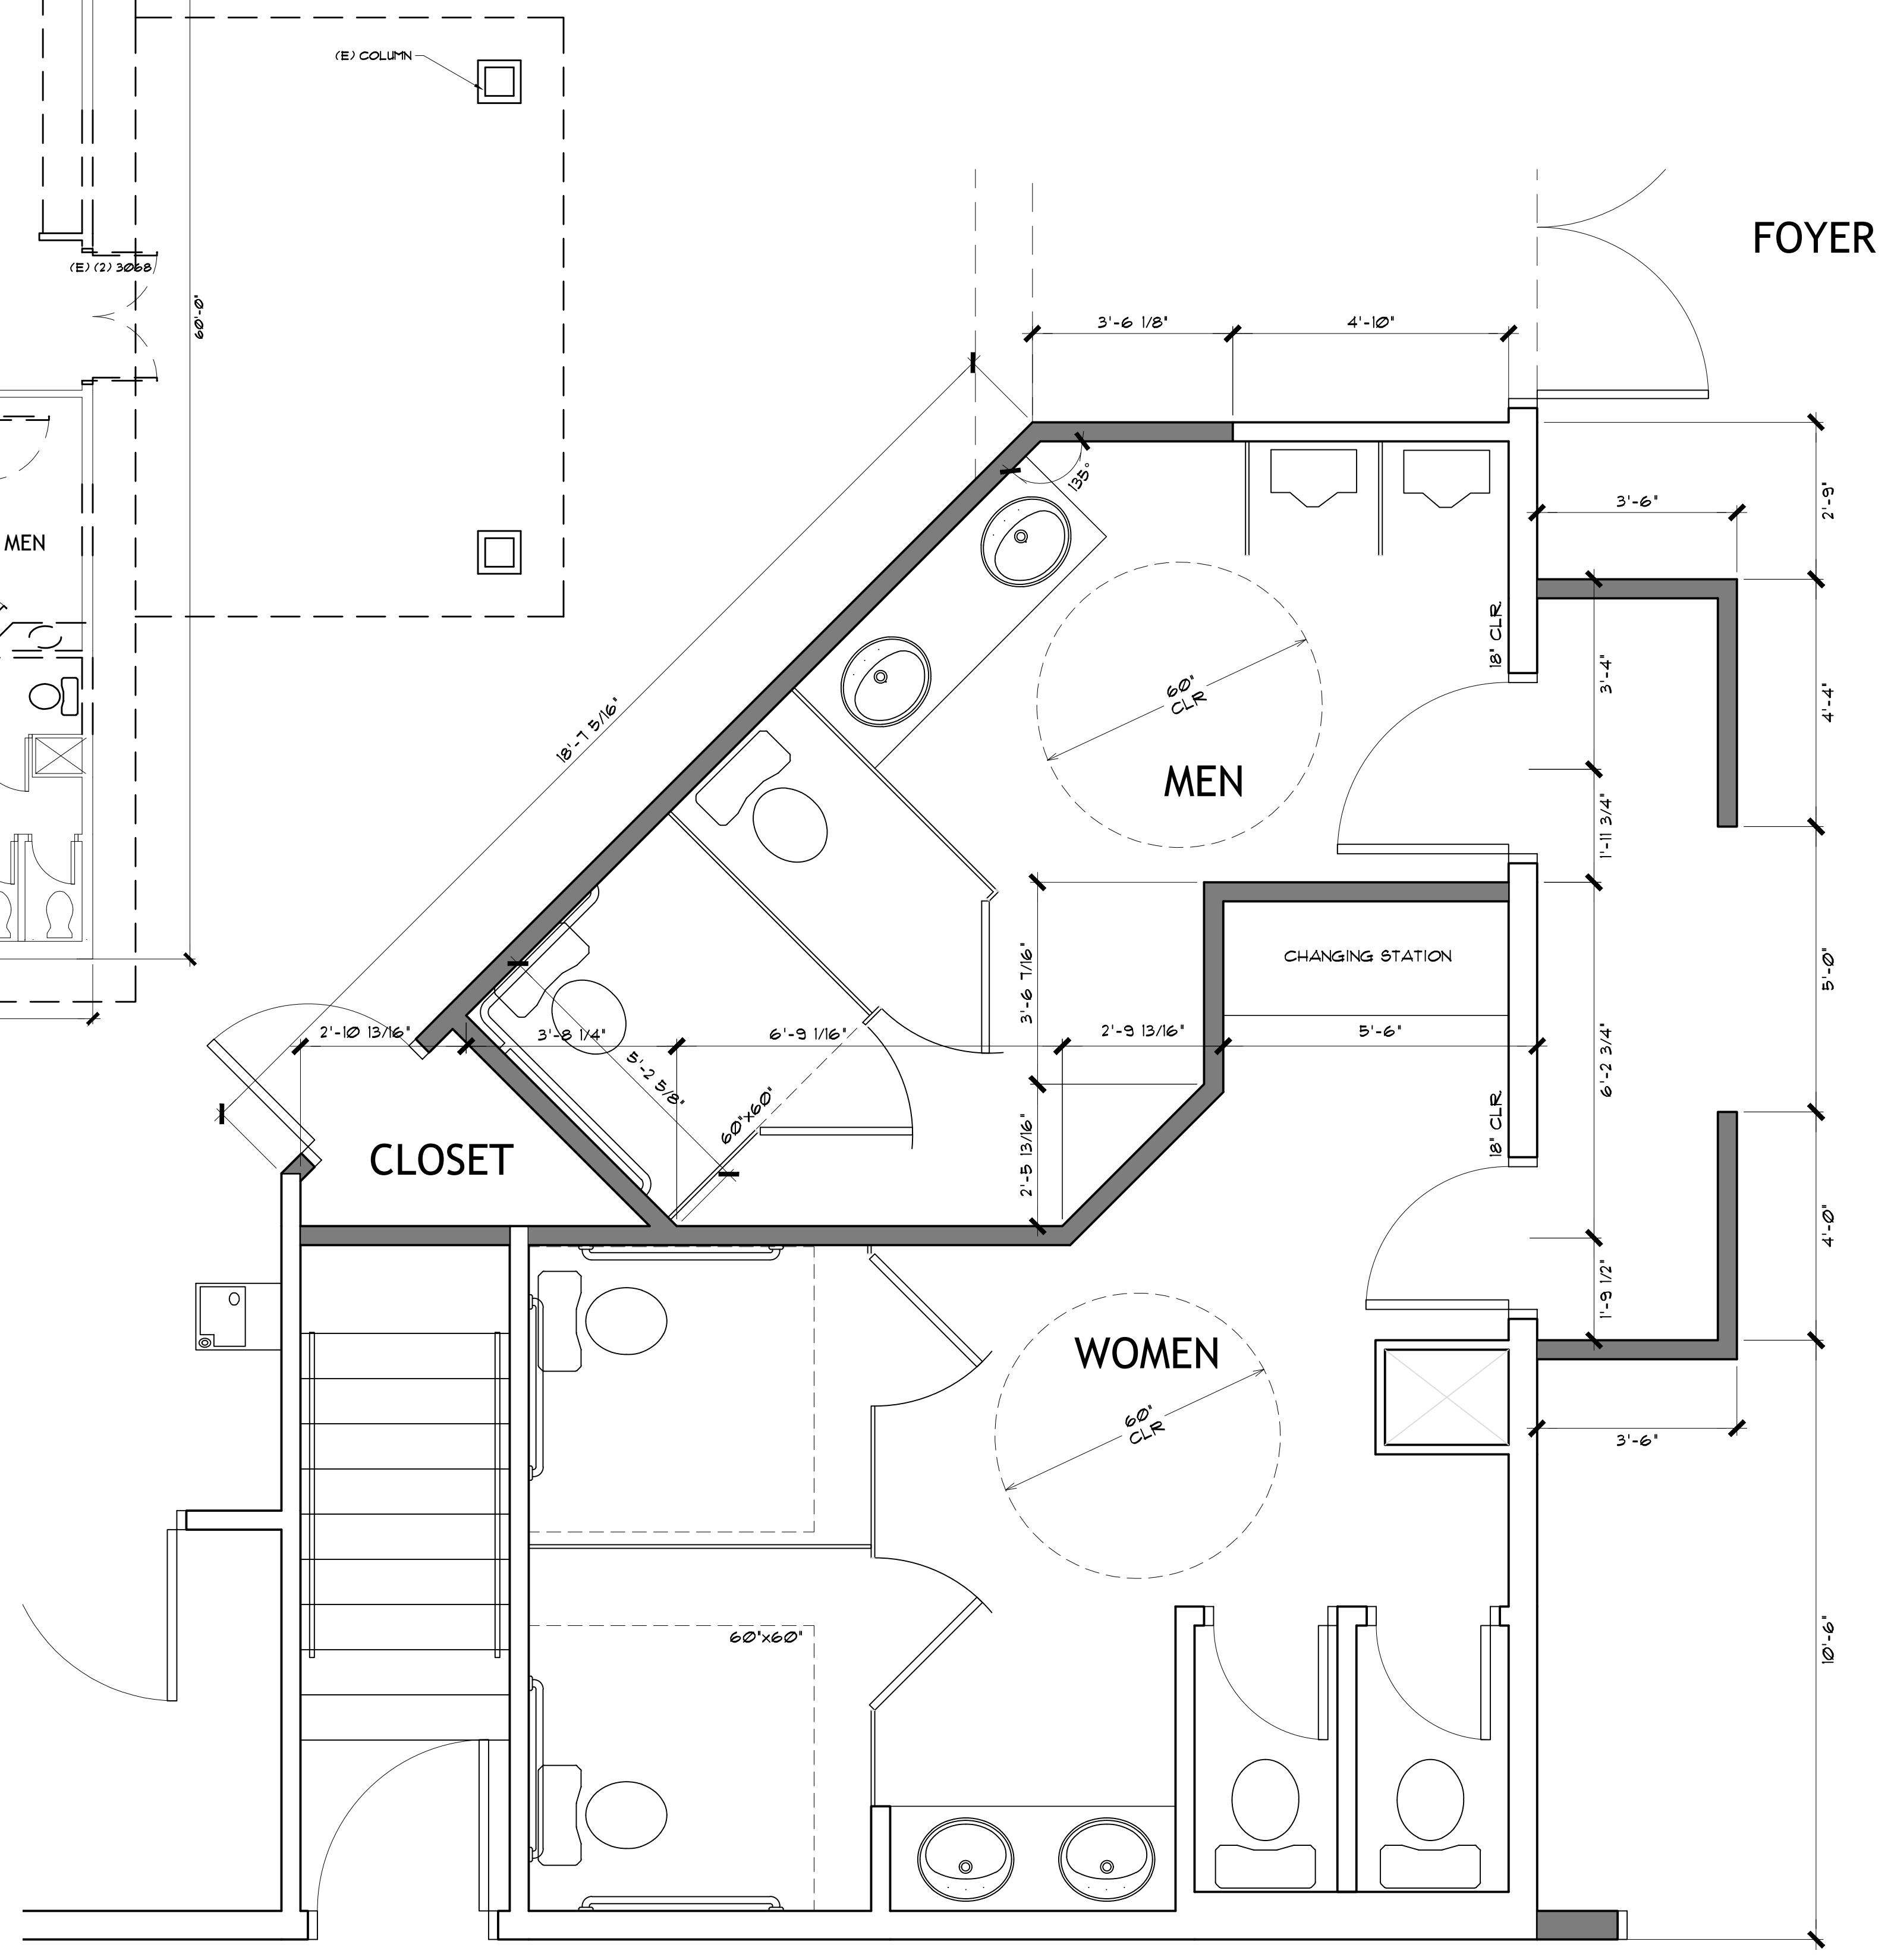 (E) COLUMN
FOYER
(E) (2) 3068
60'-0"
3'-6 1/8"
4'-10"
135°
3'-6"
2'-9"
MEN
18" CLR.
60"
CLR
3'-4"
4'-4"
18'-7 5/16"
MEN
1'-11 3/4"
CHANGING STATION
3'-6 7/16"
5'-0"
2'-10 13/16"
3'-8 1/4"
6'-9 1/16"
2'-9 13/16"
5'-6"
6'-2 3/4"
5'-2 5/8"
60"x60"
18" CLR.
CLOSET
2'-5 13/16"
4'-0"
1'-9 1/2"
WOMEN
60"
CLR
3'-6"
60"x60"
10'-6"